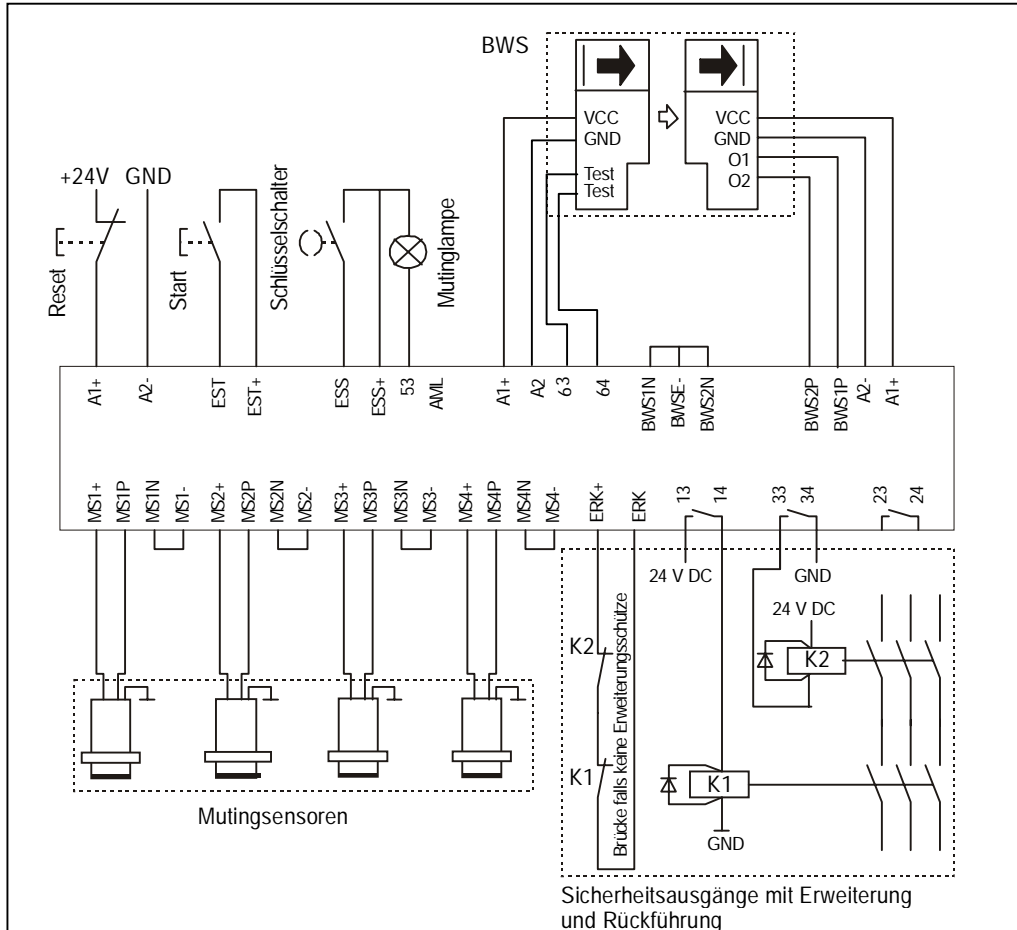 BWS
VCC
GND
Test
Test
VCC
GND
O1
O2
+24V GND
Reset
Start
Schlüsselschalter
Mutinglampe
A1+ A2- EST EST+ ESS ESS+ 53 AML A1+ A2 63 64 BWS1N BWSE- BWS2N BWS2P BWS1P A2- A1+
MS1+ MS1P MS1N MS1- MS2+ MS2P MS2N MS2- MS3+ MS3P MS3N MS3- MS4+ MS4P MS4N MS4- ERK+ ERK 13 14 33 34 23 24
24 V DC GND
24 V DC
K2
K2
K1
K1
GND
Brücke falls keine Erweiterungsschütze
Mutingsensoren
Sicherheitsausgänge mit Erweiterung
und Rückführung